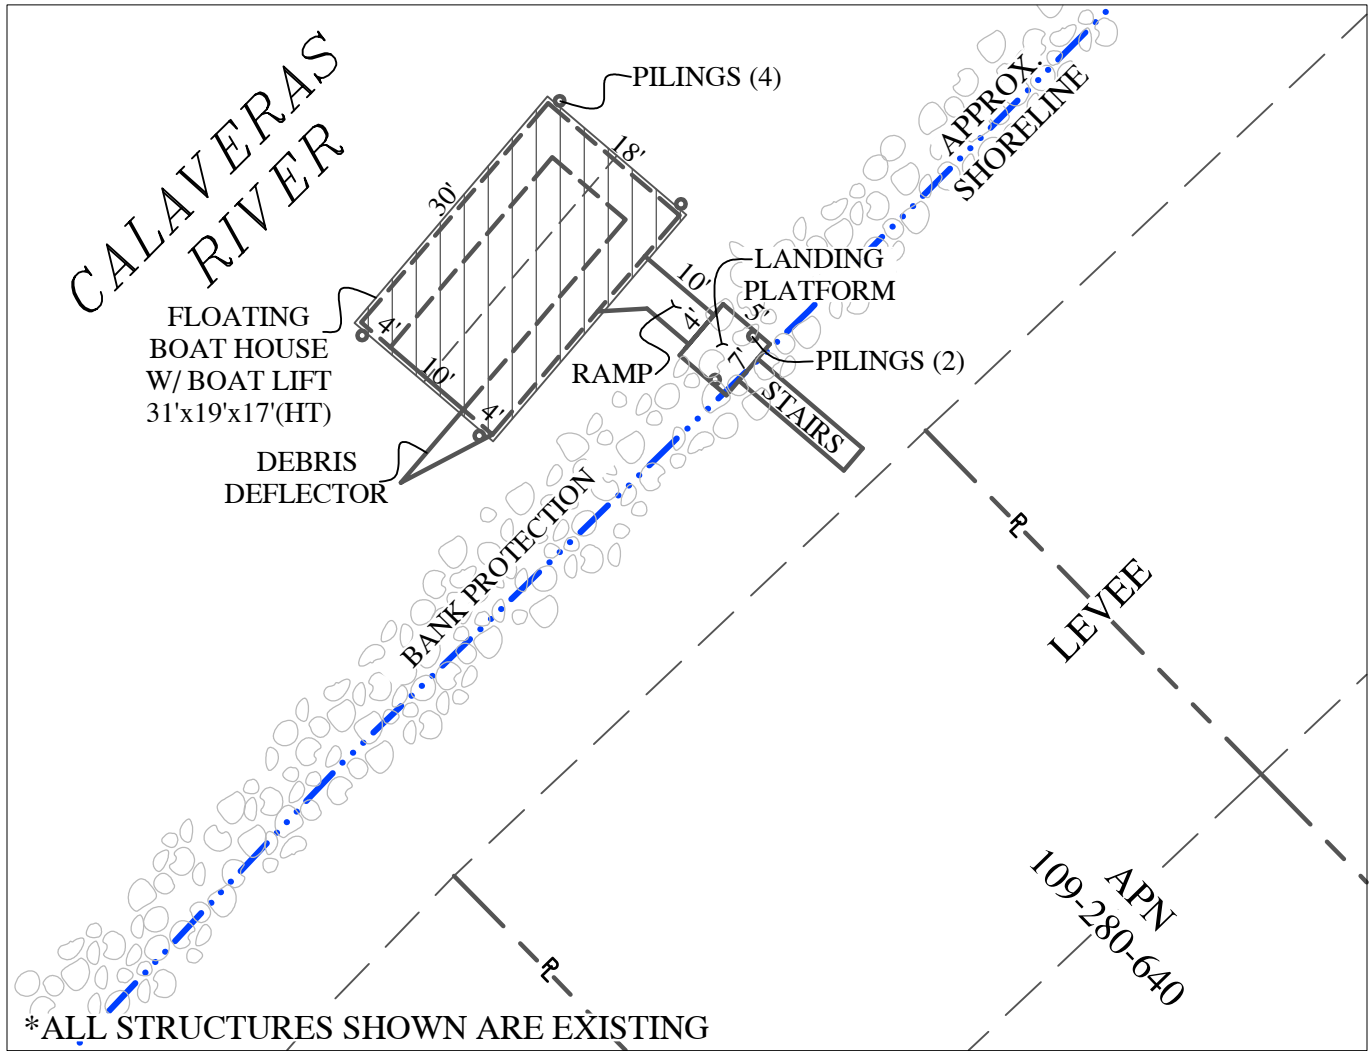 CALAVERAS
RIVER
PILINGS (4)
18'
30'
APPROX.
SHORELINE
FLOATING
BOAT HOUSE
W/ BOAT LIFT
31'x19'x17'(HT)
4'
10'
4'
DEBRIS
DEFLECTOR
10'
4'
RAMP
LANDING
PLATFORM
5'
7'
PILINGS (2)
STAIRS
BANK PROTECTION
PL
LEVEE
APN
109-280-640
PL
*ALL STRUCTURES SHOWN ARE EXISTING